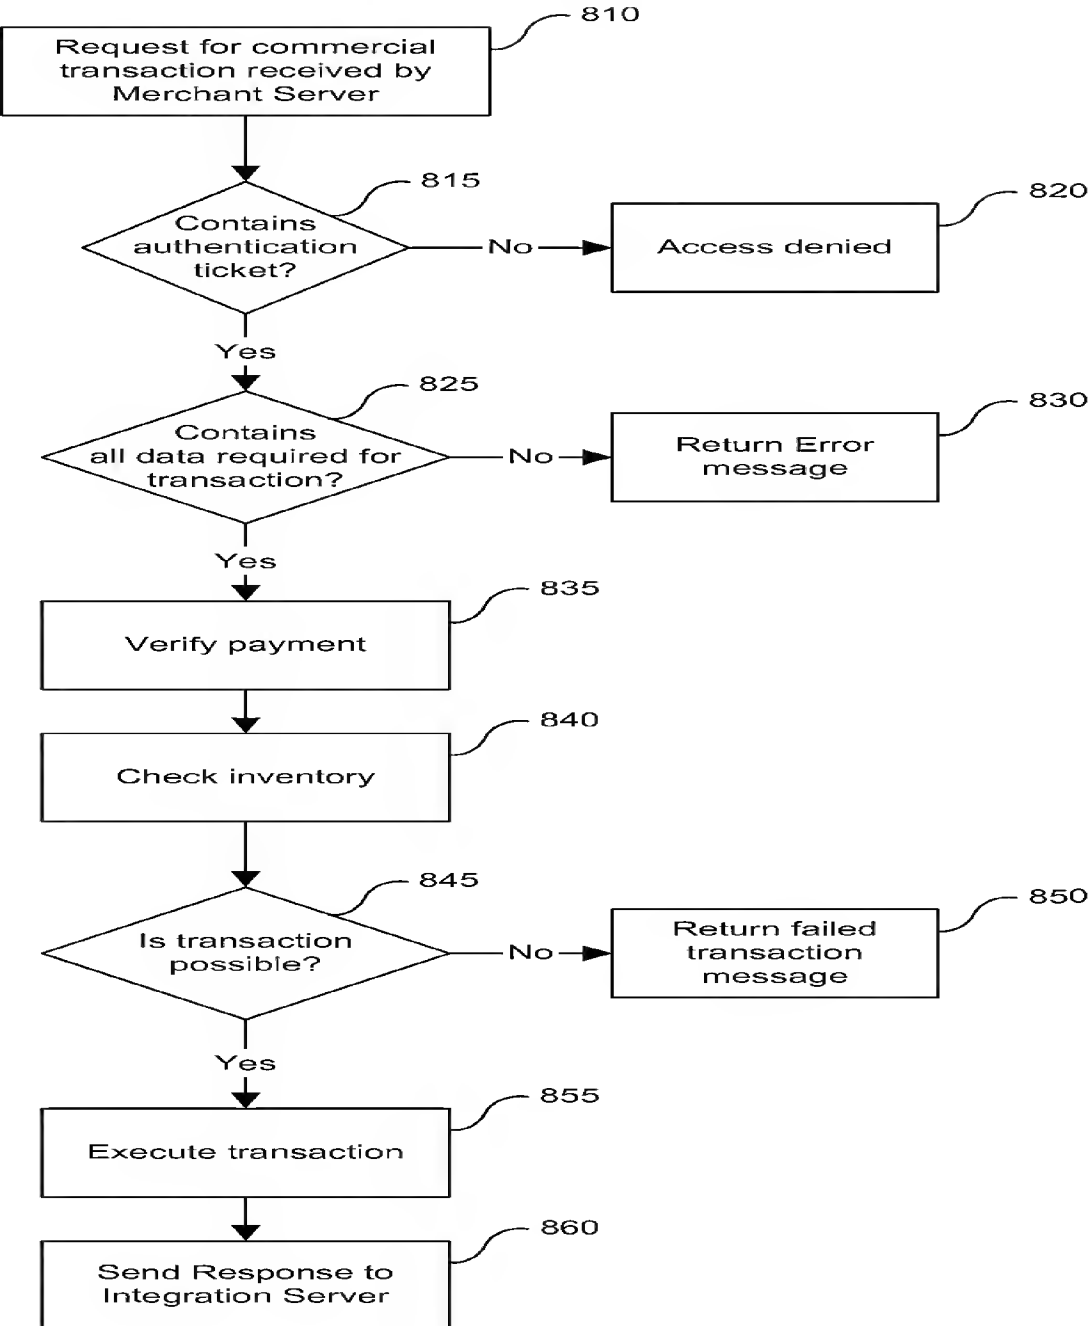 810
Request for commercial
transaction received by
Merchant Server
815
Contains
authentication
ticket?
No
820
Access denied
Yes
825
Contains
all data required for
transaction?
No
830
Return Error
message
Yes
835
Verify payment
840
Check inventory
845
Is transaction
possible?
No
850
Return failed
transaction
message
Yes
855
Execute transaction
860
Send Response to
Integration Server